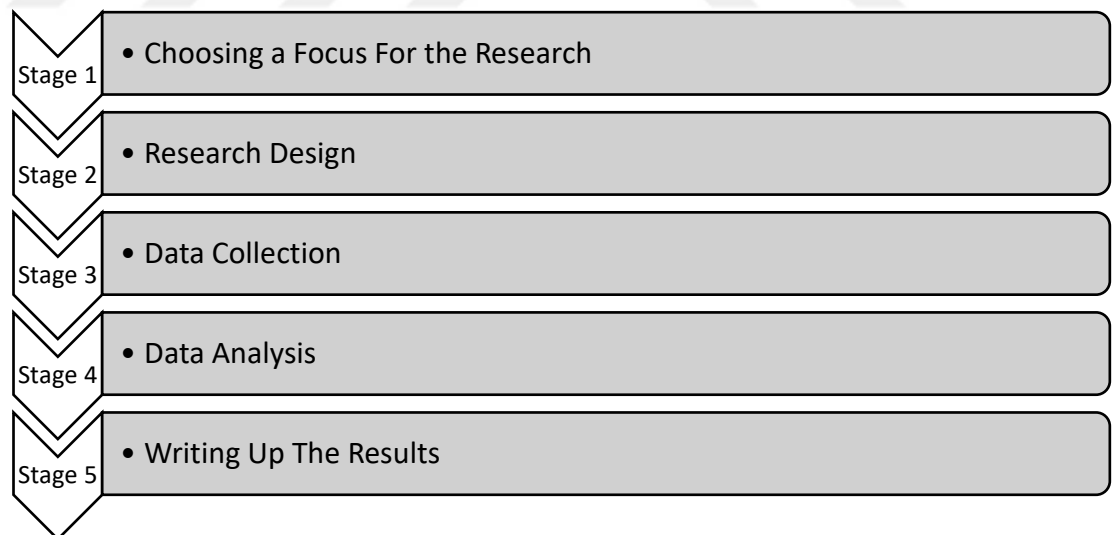 Stage 1
• Choosing a Focus For the Research
Stage 2
• Research Design
Stage 3
• Data Collection
Stage 4
• Data Analysis
Stage 5
• Writing Up The Results